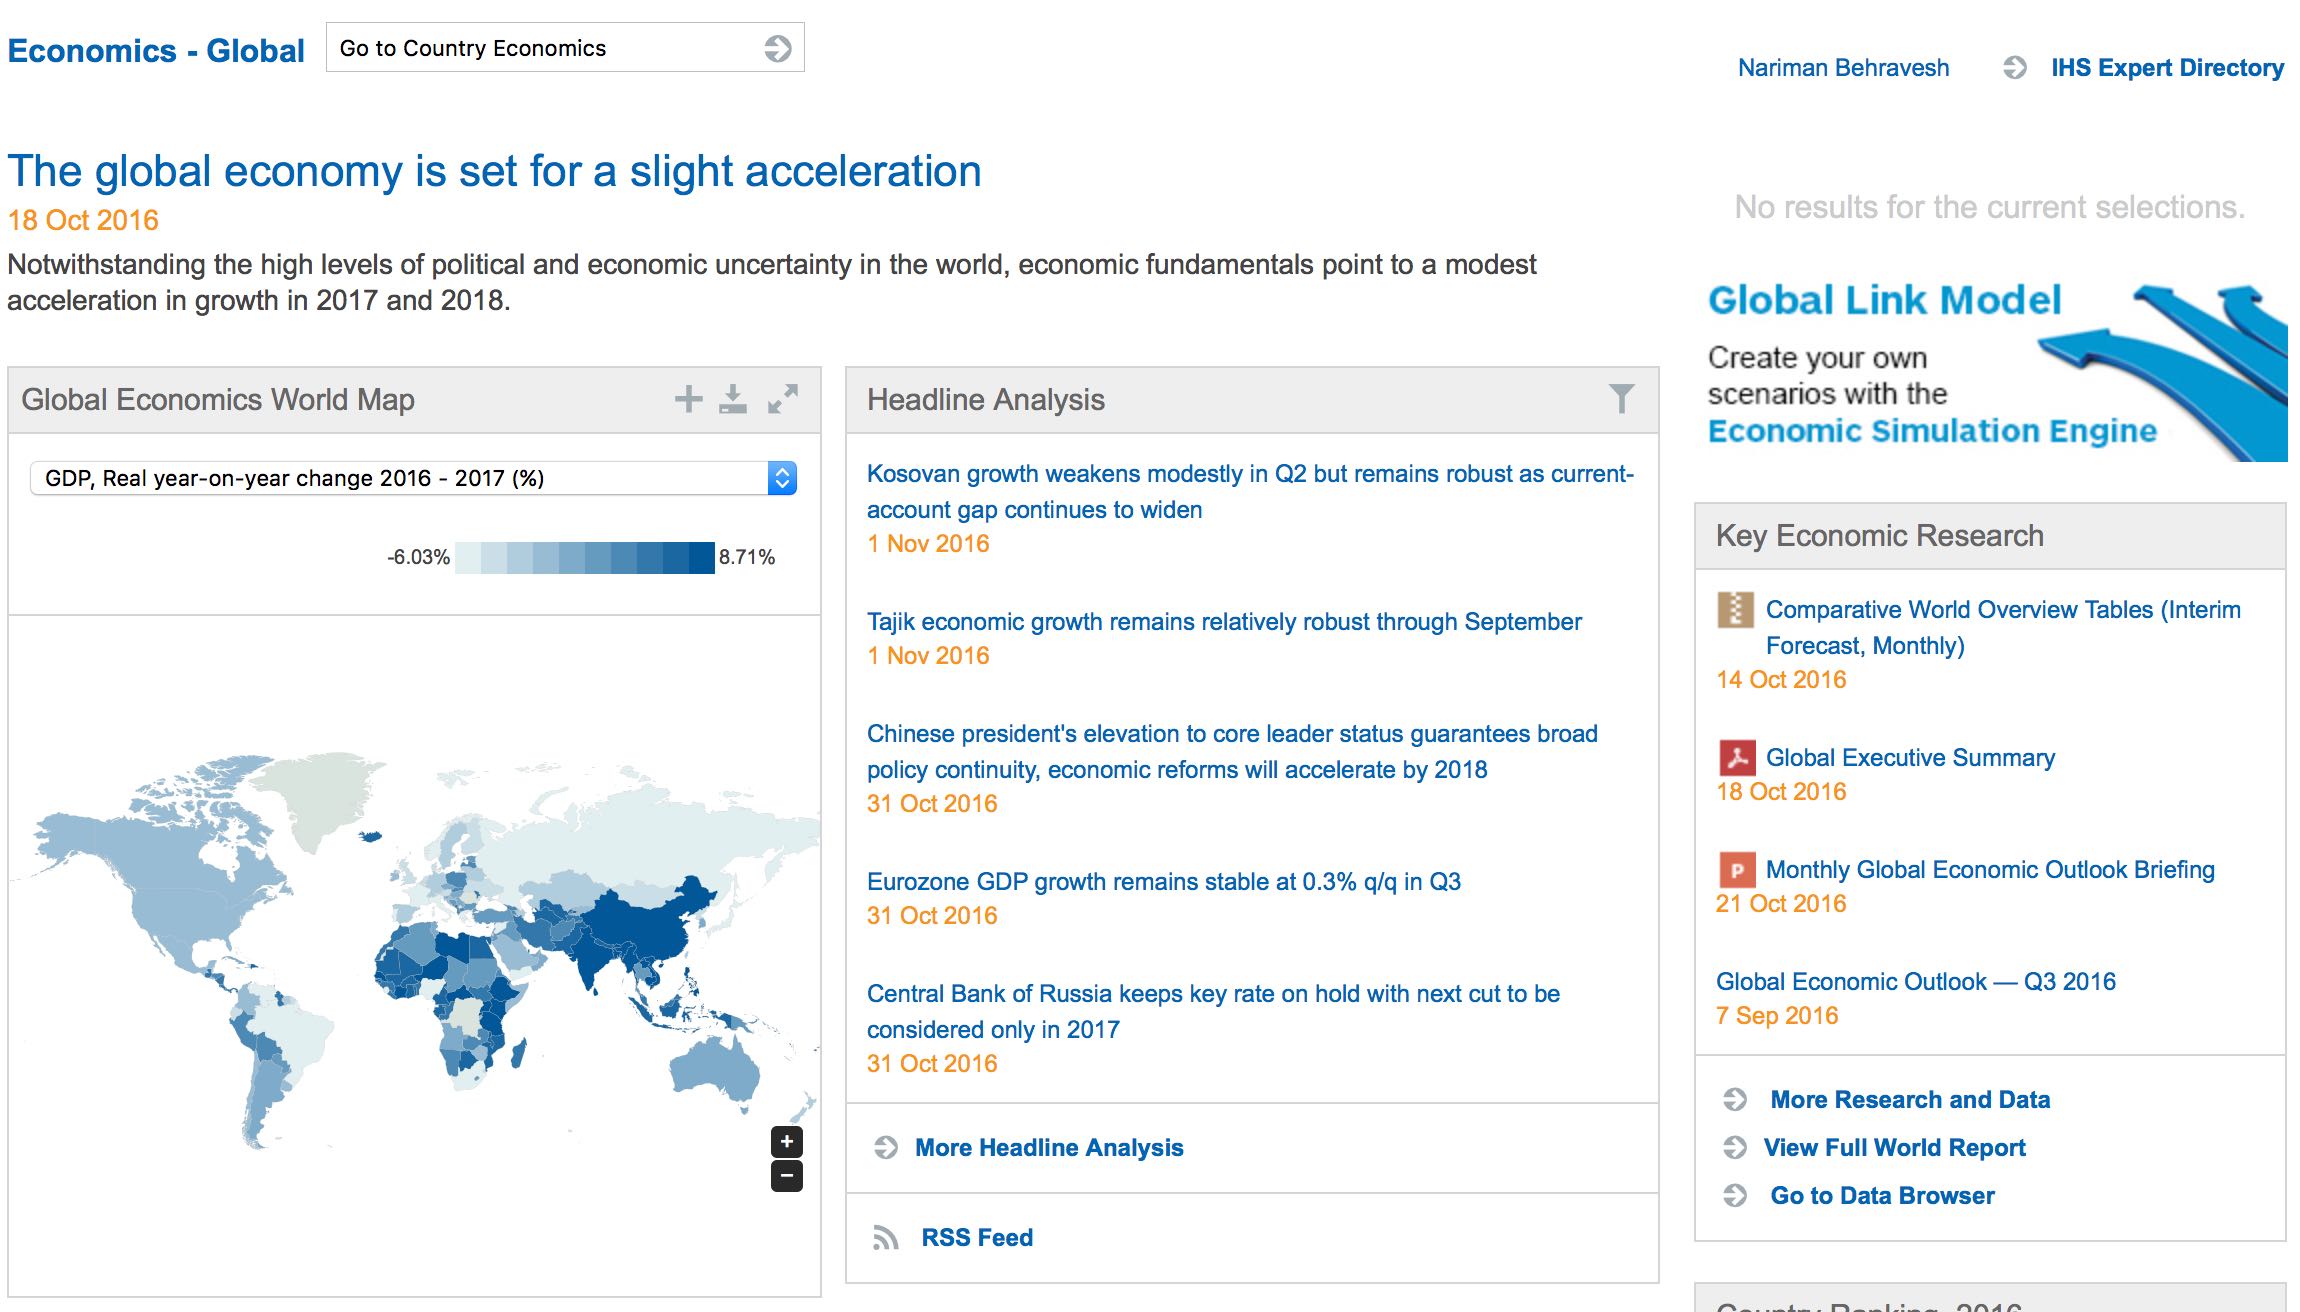 Economics - Global
Go to Country Economics
Nariman Behravesh
IHS Expert Directory
The global economy is set for a slight acceleration
18 Oct 2016
Notwithstanding the high levels of political and economic uncertainty in the world, economic fundamentals point to a modest
acceleration in growth in 2017 and 2018.
No results for the current selections.
Global Link Model
Create your own
scenarios with the
Economic Simulation Engine
Global Economics World Map
GDP, Real year-on-year change 2016 - 2017 (%)
-6.03%
8.71%
+
−
Headline Analysis
Kosovan growth weakens modestly in Q2 but remains robust as current-
account gap continues to widen
1 Nov 2016
Tajik economic growth remains relatively robust through September
1 Nov 2016
Chinese president's elevation to core leader status guarantees broad
policy continuity, economic reforms will accelerate by 2018
31 Oct 2016
Eurozone GDP growth remains stable at 0.3% q/q in Q3
31 Oct 2016
Central Bank of Russia keeps key rate on hold with next cut to be
considered only in 2017
31 Oct 2016
More Headline Analysis
RSS Feed
Key Economic Research
Comparative World Overview Tables (Interim
Forecast, Monthly)
14 Oct 2016
Global Executive Summary
18 Oct 2016
P
Monthly Global Economic Outlook Briefing
21 Oct 2016
Global Economic Outlook — Q3 2016
7 Sep 2016
More Research and Data
View Full World Report
Go to Data Browser
Country Ranking, 2016